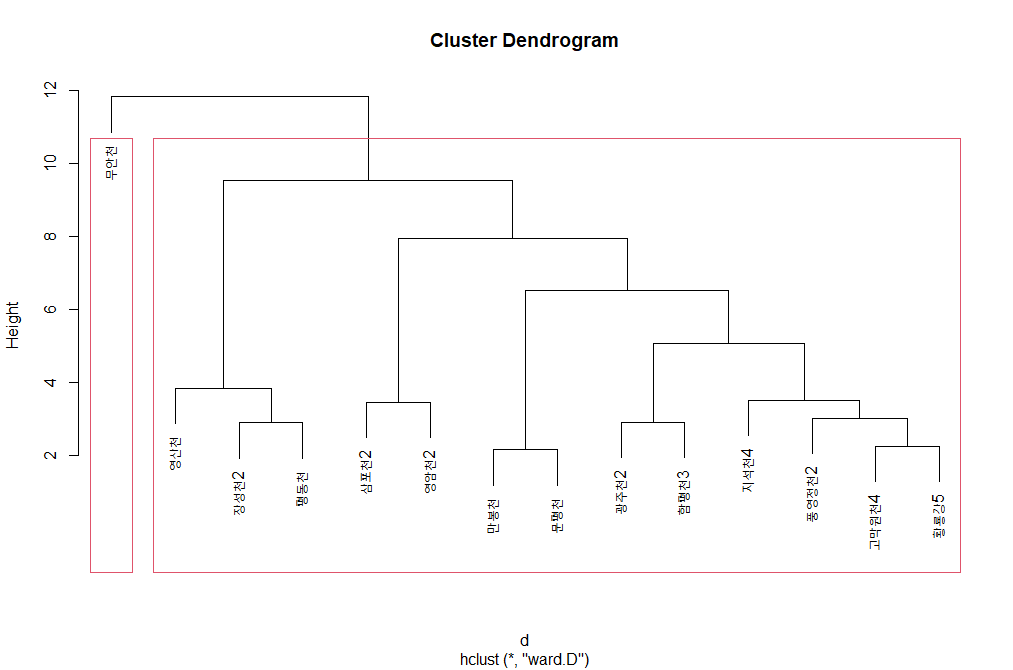 Cluster Dendrogram
Height
12
10
8
6
4
2
무안천
영산천
장성천2
평동천
삼포천2
영암천2
만봉천
문평천
광주천2
함평천3
지석천4
풍영정천2
고막원천4
황룡강5
d
hclust (*, "ward.D")